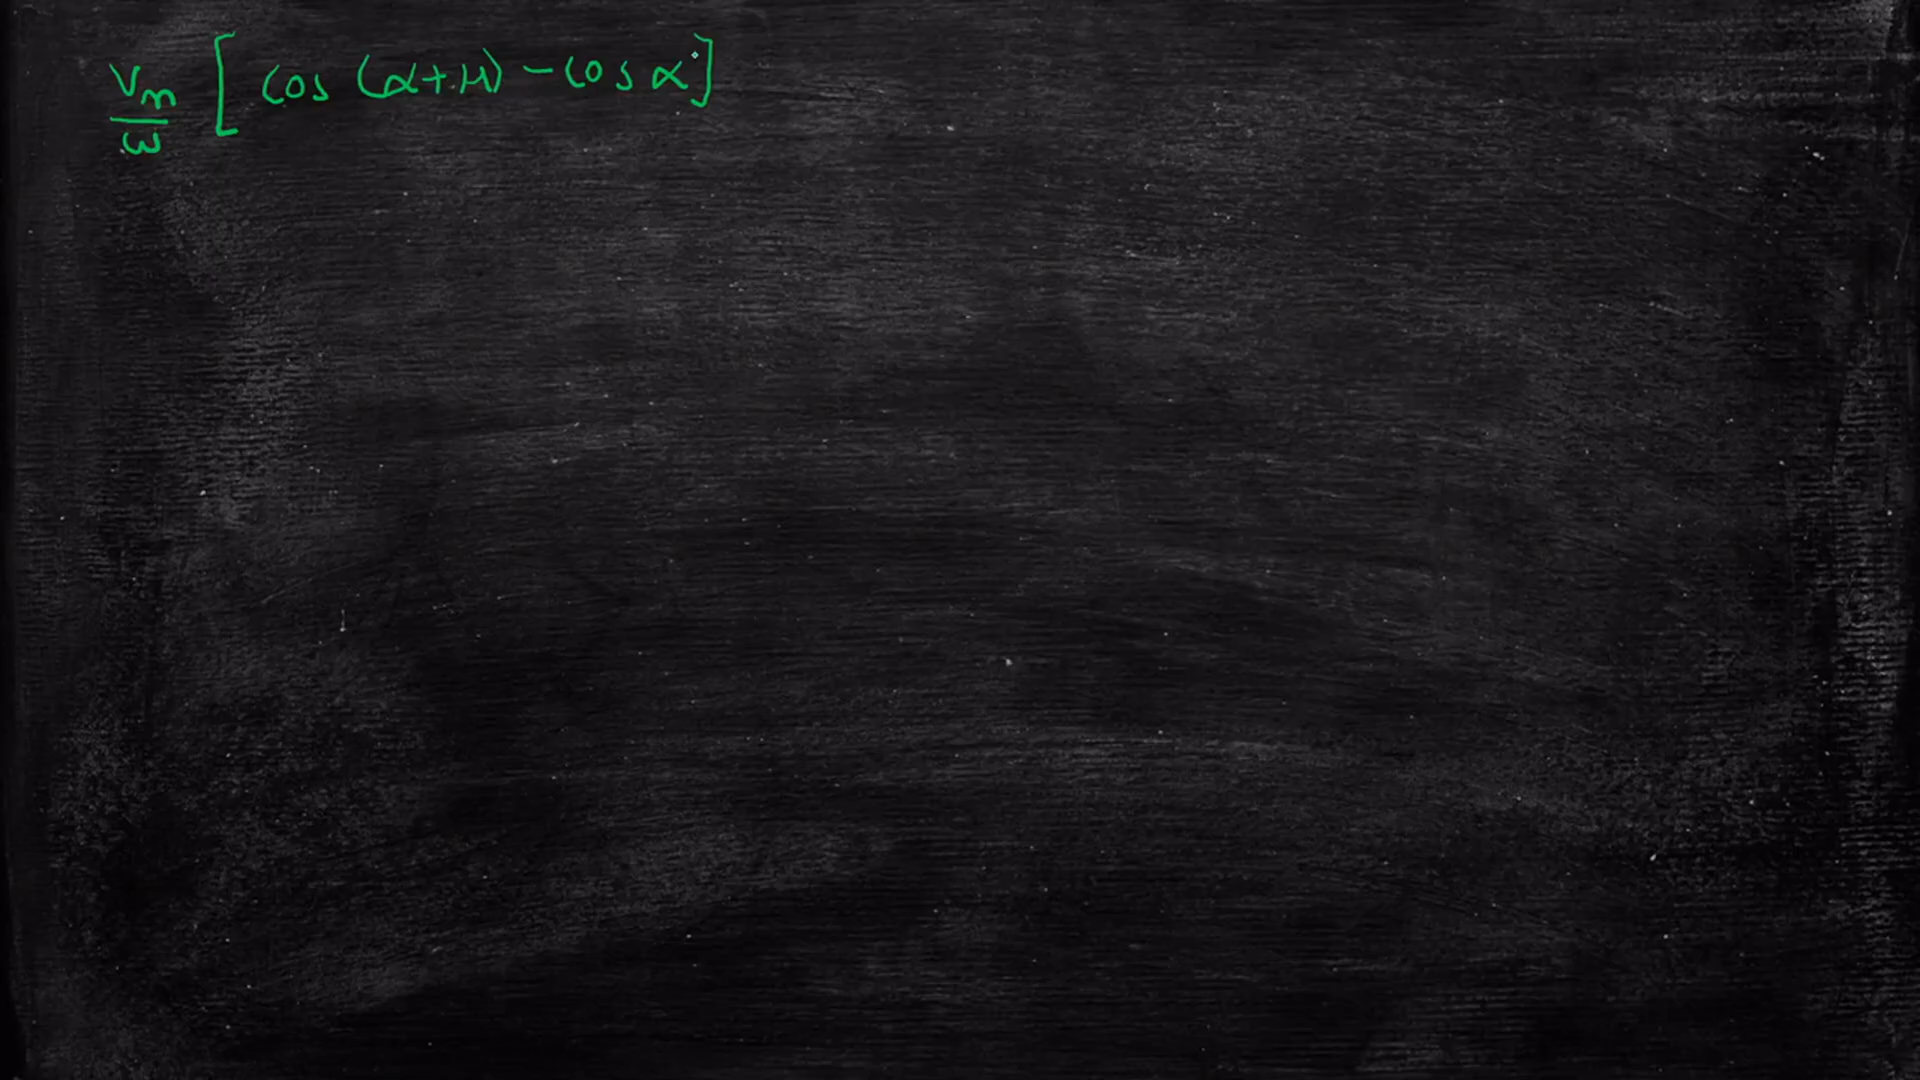 Vm/ω [ cos (α+μ) - cos α ]